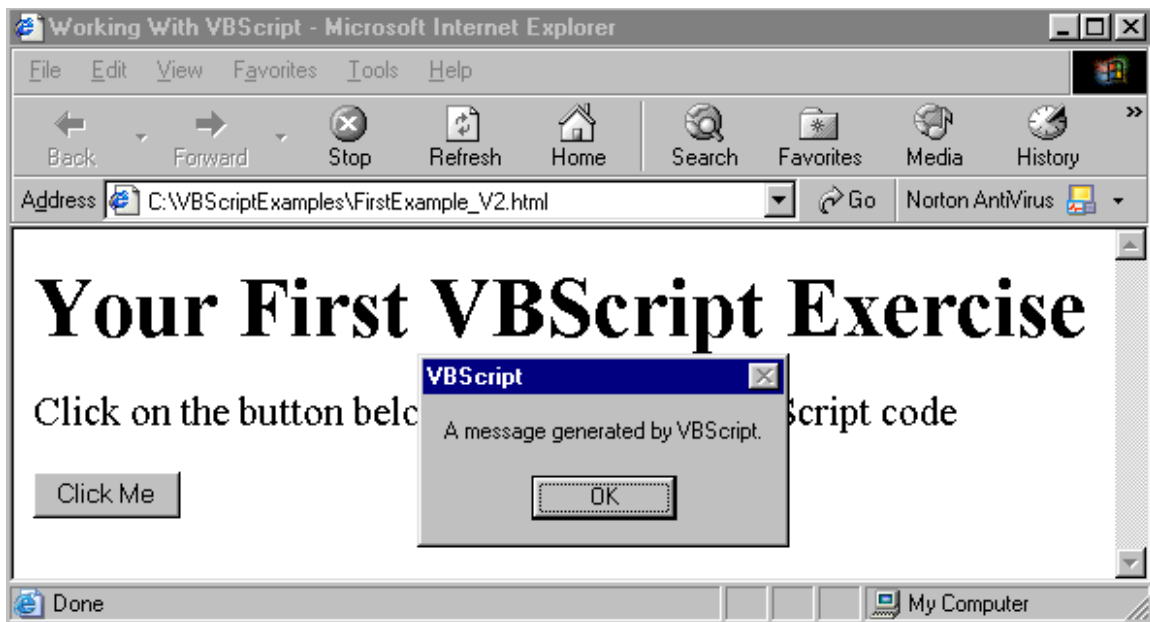 Working With VBScript - Microsoft Internet Explorer
File Edit View Favorites Tools Help
Back Forward Stop Refresh Home Search Favorites Media History »
Address C:\VBScriptExamples\FirstExample_V2.html Go Norton AntiVirus
Your First VBScript Exercise
VBScript
Click on the button Script code
A message generated by VBScript.
Click Me
OK
Done My Computer